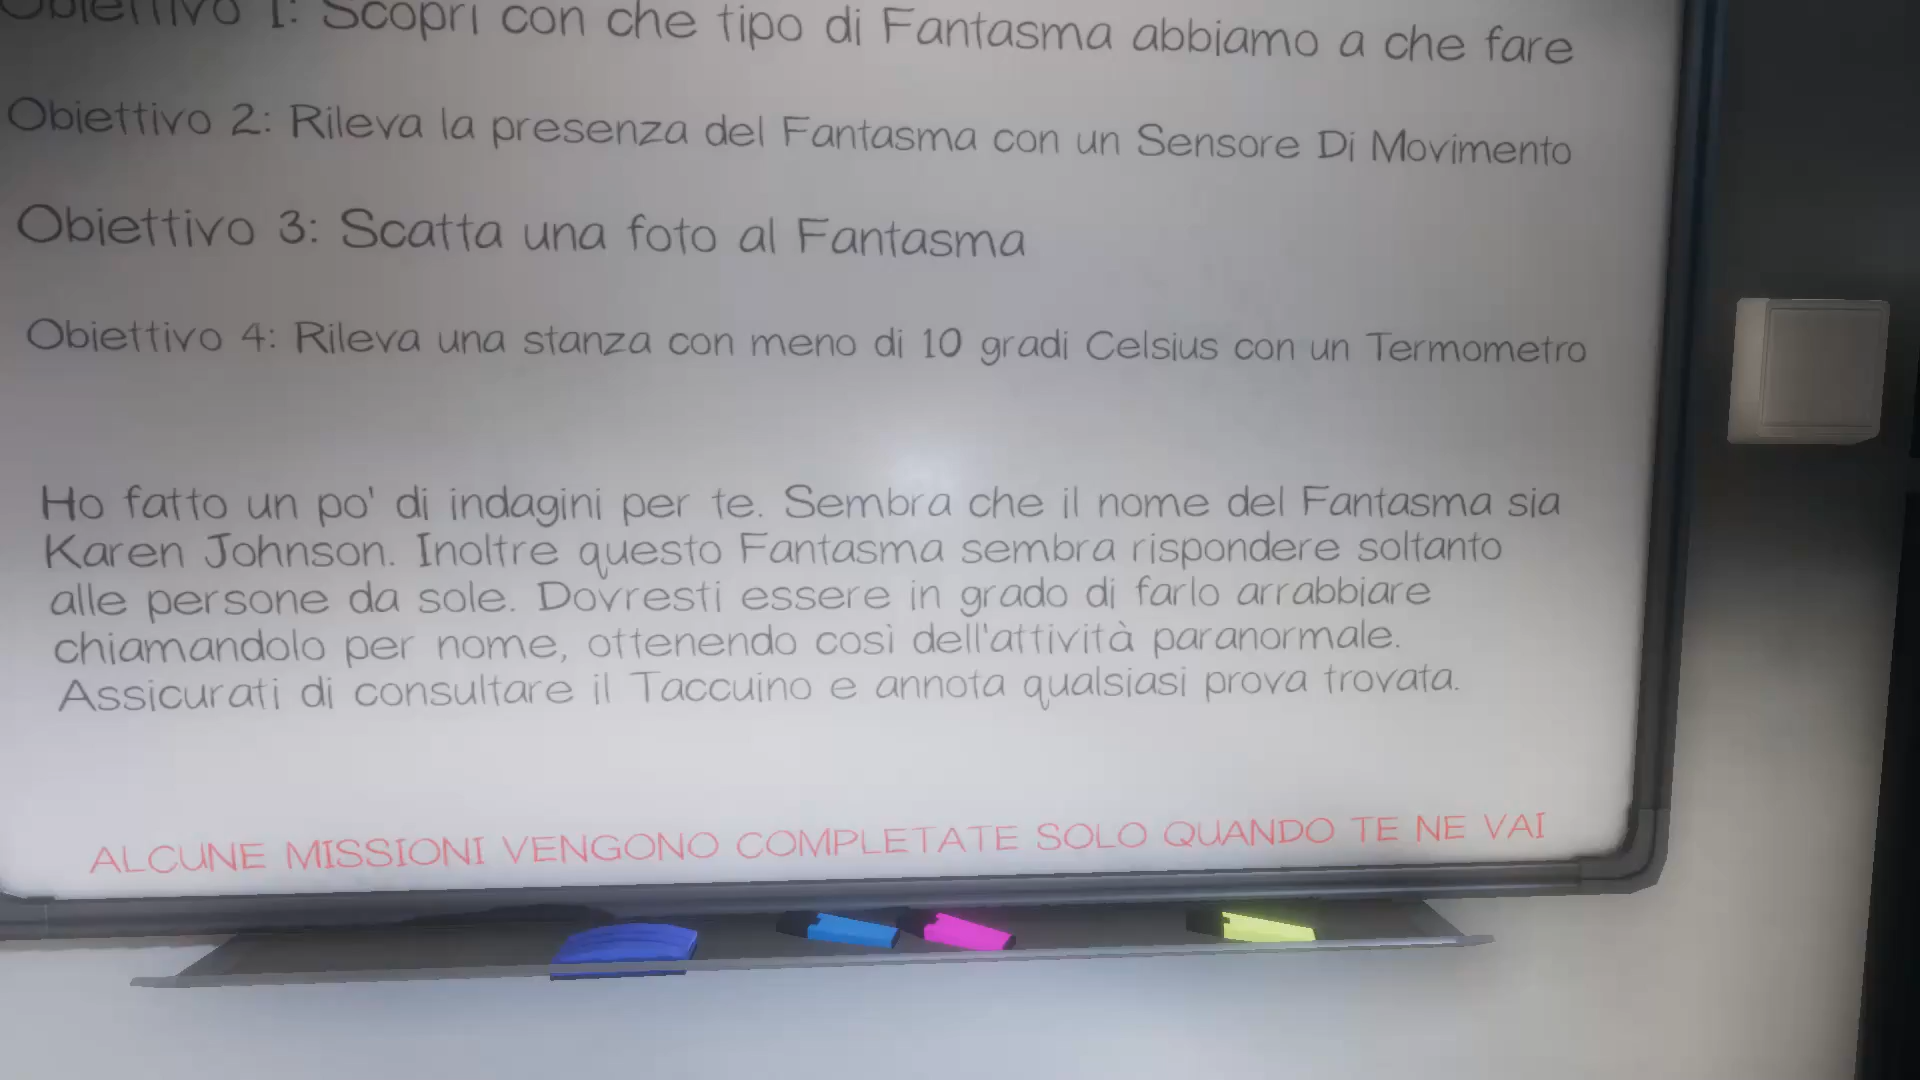 Obiettivo 1: Scopri con che tipo di Fantasma abbiamo a che fare
Obiettivo 2: Rileva la presenza del Fantasma con un Sensore Di Movimento
Obiettivo 3: Scatta una foto al Fantasma
Obiettivo 4: Rileva una stanza con meno di 10 gradi Celsius con un Termometro
Ho fatto un po' di indagini per te. Sembra che il nome del Fantasma sia
Karen Johnson. Inoltre questo Fantasma sembra rispondere soltanto
alle persone da sole. Dovresti essere in grado di farlo arrabbiare
chiamandolo per nome, ottenendo così dell'attività paranormale.
Assicurati di consultare il Taccuino e annota qualsiasi prova trovata.
ALCUNE MISSIONI VENGONO COMPLETATE SOLO QUANDO TE NE VAI